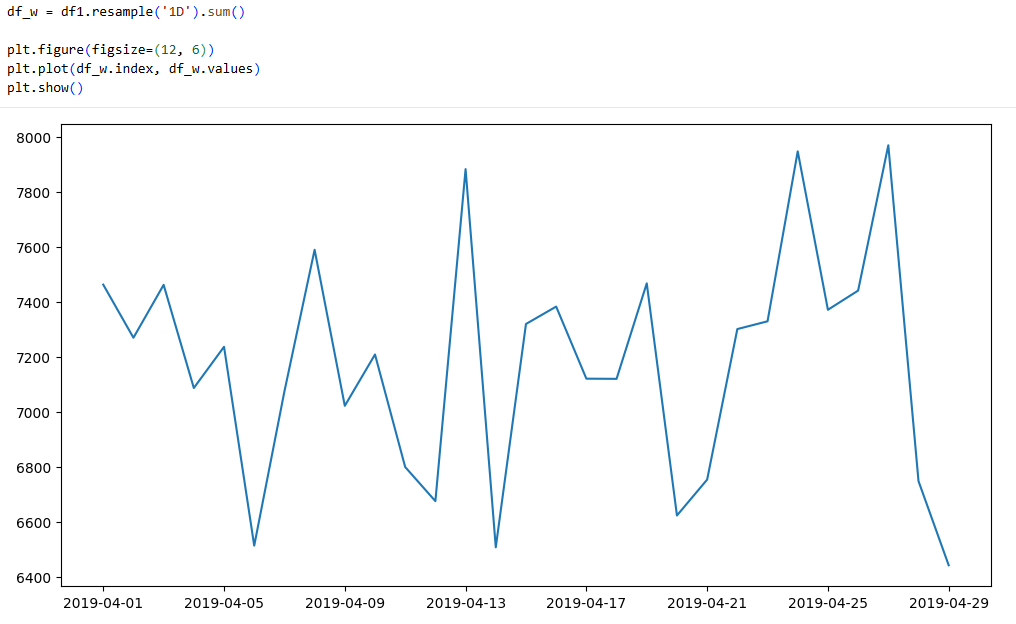 df_w = df1.resample('1D').sum()
plt.figure(figsize=(12, 6))
plt.plot(df_w.index, df_w.values)
plt.show()
8000
7800
7600
7400
7200
7000
6800
6600
6400
2019-04-01 2019-04-05 2019-04-09 2019-04-13 2019-04-17 2019-04-21 2019-04-25 2019-04-29